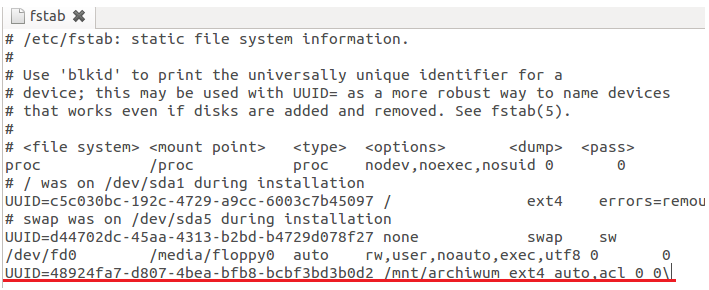 fstab
# /etc/fstab: static file system information.
#
# Use 'blkid' to print the universally unique identifier for a
# device; this may be used with UUID= as a more robust way to name devices
# that works even if disks are added and removed. See fstab(5).
#
# <file system> <mount point>   <type>  <options>       <dump>  <pass>
proc            /proc           proc    nodev,noexec,nosuid 0       0
# / was on /dev/sda1 during installation
UUID=c5c030bc-192c-4729-a9cc-6003c7b45097 /               ext4    errors=remou
# swap was on /dev/sda5 during installation
UUID=d44702dc-45aa-4313-b2bd-b4729d078f27 none            swap    sw
/dev/fd0        /media/floppy0  auto    rw,user,noauto,exec,utf8 0       0
UUID=48924fa7-d807-4bea-bfb8-bcbf3bd3b0d2 /mnt/archiwum ext4 auto,acl 0 0\